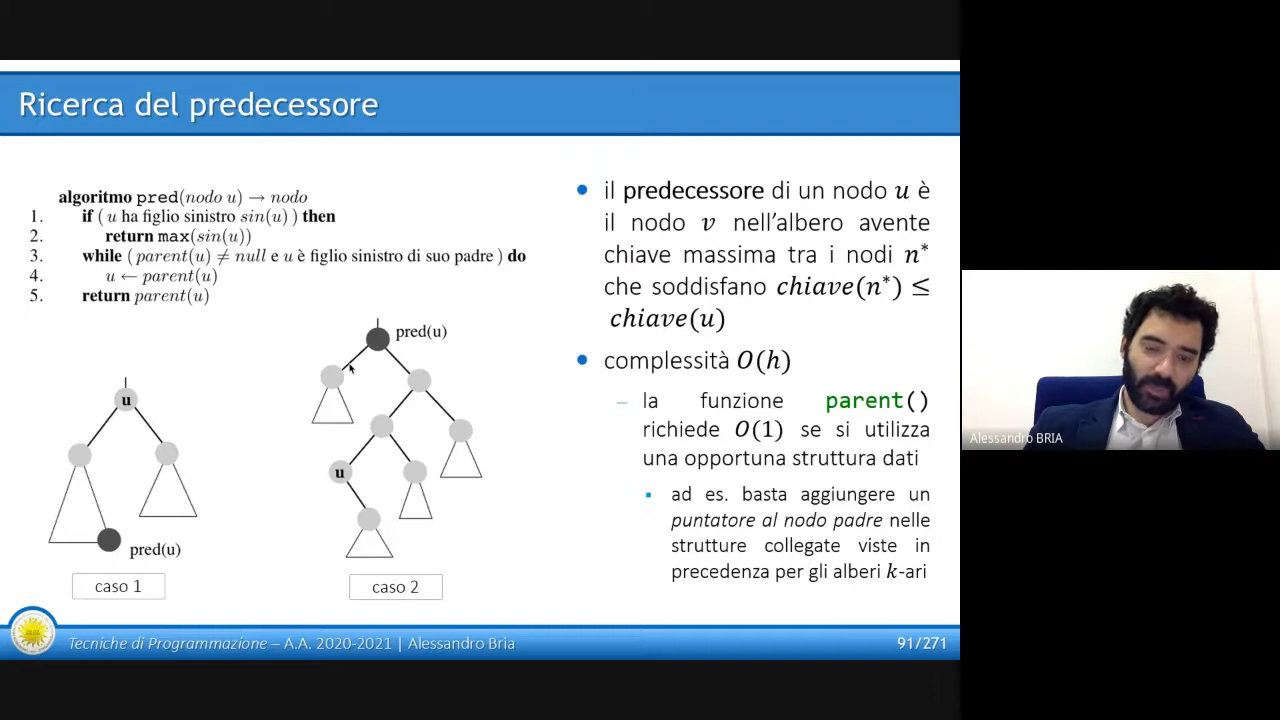 Ricerca del predecessore
algoritmo pred(nodo u) → nodo
1. if ( u ha figlio sinistro sin(u) ) then
2. return max(sin(u))
3. while ( parent(u) ≠ null e u è figlio sinistro di suo padre ) do
4. u ← parent(u)
5. return parent(u)
u
pred(u)
caso 1
pred(u)
u
caso 2
il predecessore di un nodo u è
il nodo v nell'albero avente
chiave massima tra i nodi n*
che soddisfano chiave(n*) ≤
chiave(u)
complessità O(h)
– la funzione parent()
richiede O(1) se si utilizza
una opportuna struttura dati
ad es. basta aggiungere un
puntatore al nodo padre nelle
strutture collegate viste in
precedenza per gli alberi k-ari
Tecniche di Programmazione – A.A. 2020-2021 | Alessandro Bria
91/271
Alessandro BRIA